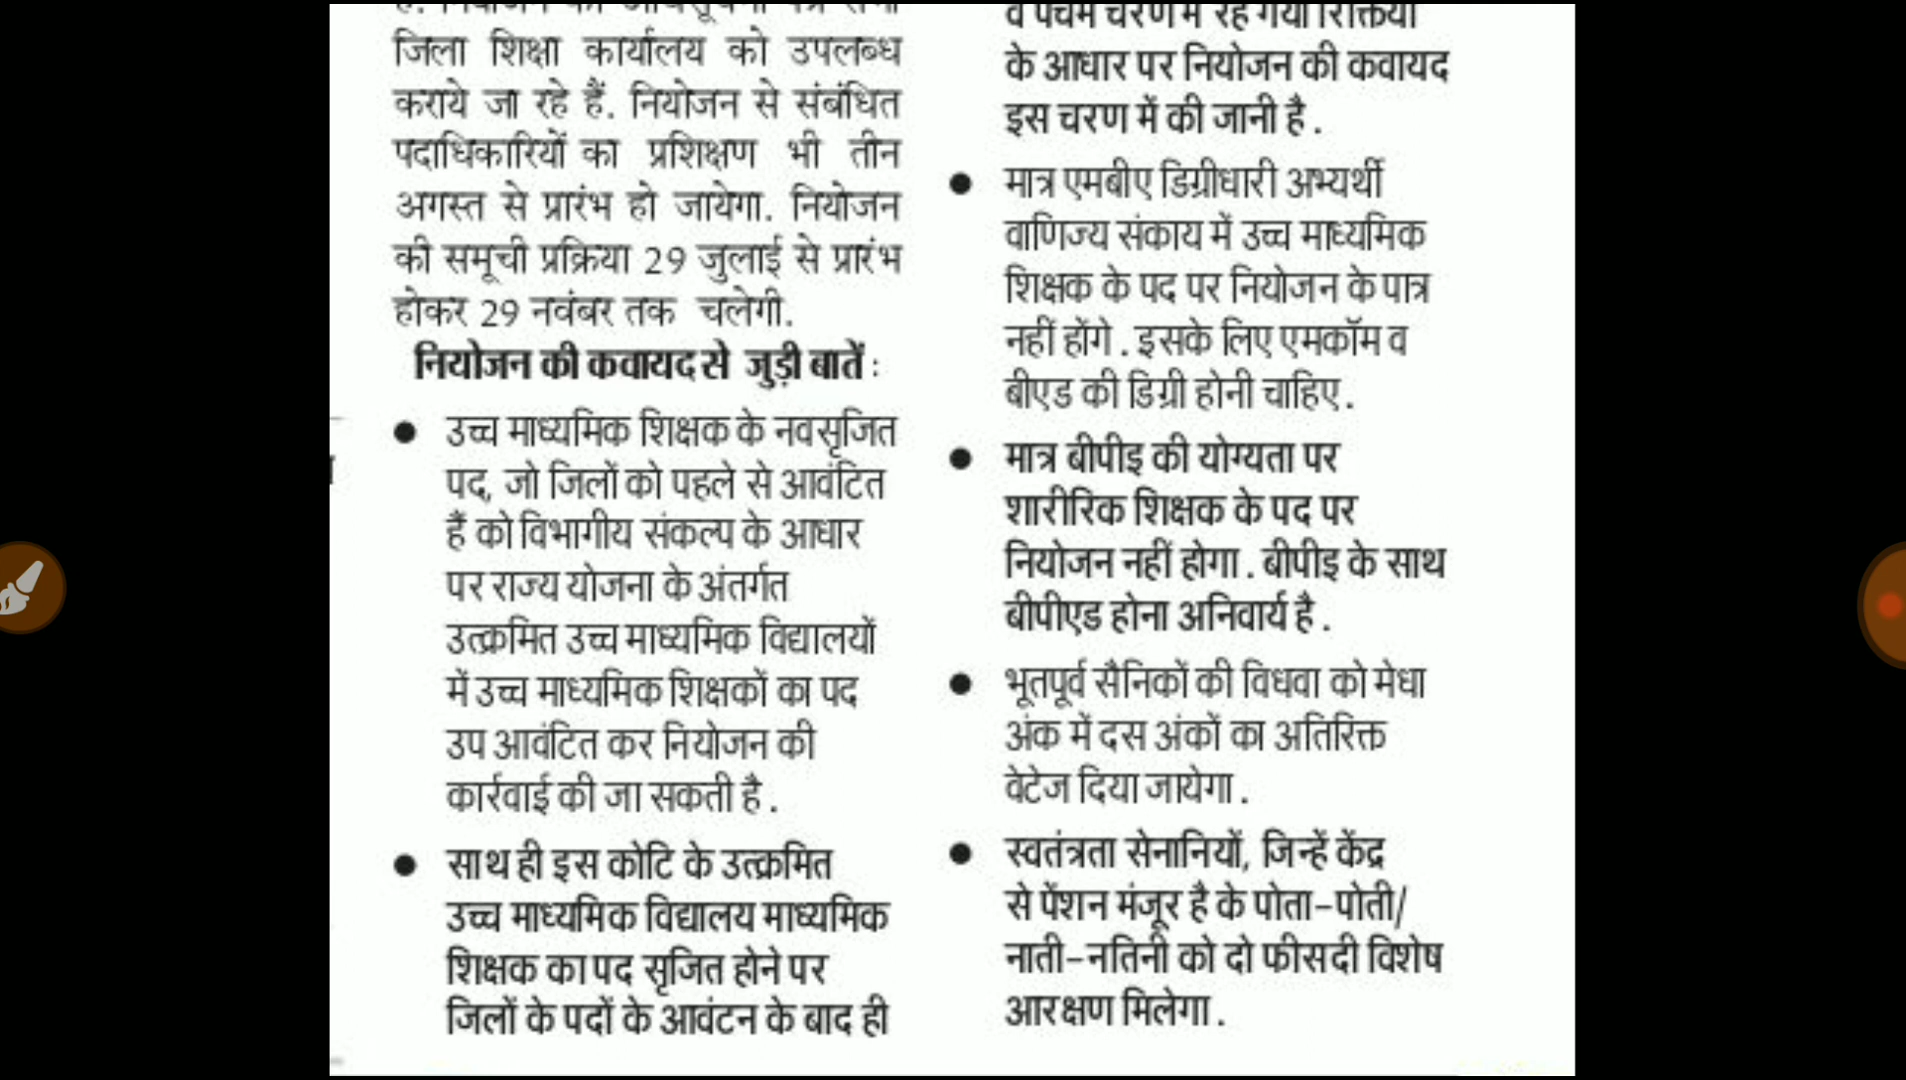 जिला शिक्षा कार्यालय को उपलब्ध
कराये जा रहे हैं. नियोजन से संबंधित
पदाधिकारियों का प्रशिक्षण भी तीन
अगस्त से प्रारंभ हो जायेगा. नियोजन
की समूची प्रक्रिया 29 जुलाई से प्रारंभ
होकर 29 नवंबर तक चलेगी.
नियोजन की कवायद से जुड़ी बातें :
● उच्च माध्यमिक शिक्षक के नवसृजित
पद, जो जिलों को पहले से आवंटित
हैं को विभागीय संकल्प के आधार
पर राज्य योजना के अंतर्गत
उत्क्रमित उच्च माध्यमिक विद्यालयों
में उच्च माध्यमिक शिक्षकों का पद
उप आवंटित कर नियोजन की
कार्रवाई की जा सकती है.
● साथ ही इस कोटि के उत्क्रमित
उच्च माध्यमिक विद्यालय माध्यमिक
शिक्षक का पद सृजित होने पर
जिलों के पदों के आवंटन के बाद ही
व पंचम चरण में रह गयी रिक्तियों
के आधार पर नियोजन की कवायद
इस चरण में की जानी है.
● मात्र एमबीए डिग्रीधारी अभ्यर्थी
वाणिज्य संकाय में उच्च माध्यमिक
शिक्षक के पद पर नियोजन के पात्र
नहीं होंगे. इसके लिए एमकॉम व
बीएड की डिग्री होनी चाहिए.
● मात्र बीपीइ की योग्यता पर
शारीरिक शिक्षक के पद पर
नियोजन नहीं होगा. बीपीइ के साथ
बीपीएड होना अनिवार्य है.
● भूतपूर्व सैनिकों की विधवा को मेधा
अंक में दस अंकों का अतिरिक्त
वेटेज दिया जायेगा.
● स्वतंत्रता सेनानियों, जिन्हें केंद्र
से पेंशन मंजूर है के पोता-पोती/
नाती-नतिनी को दो फीसदी विशेष
आरक्षण मिलेगा.